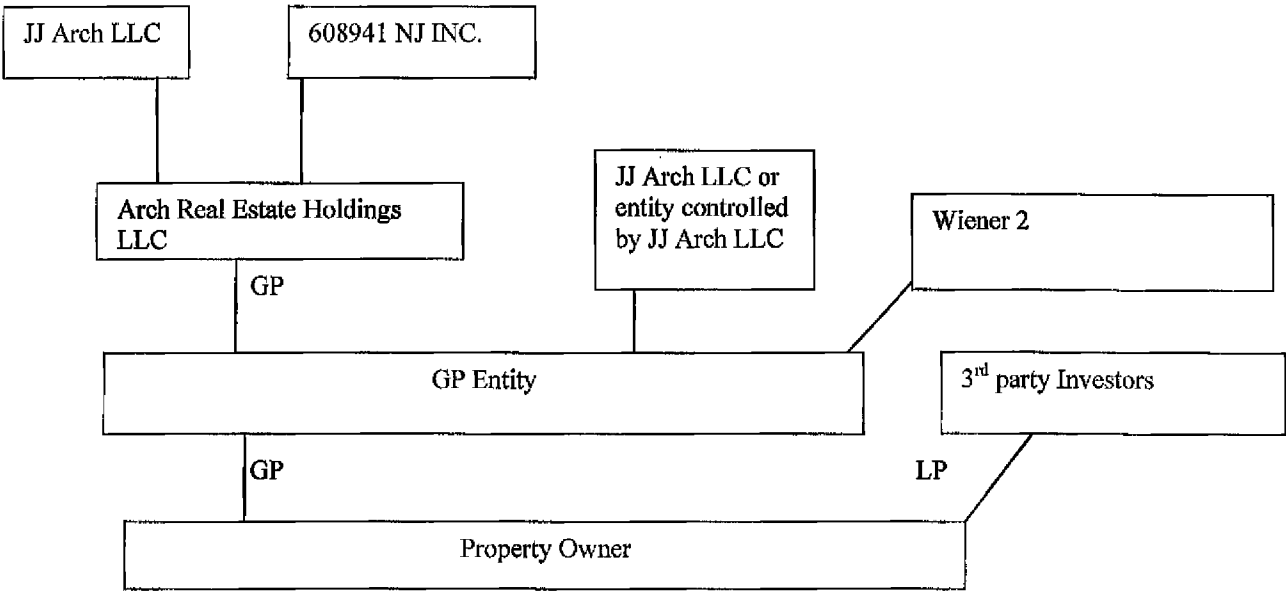 JJ Arch LLC
608941 NJ INC.
Arch Real Estate Holdings
LLC
JJ Arch LLC or
entity controlled
by JJ Arch LLC
Wiener 2
GP
GP Entity
3rd party Investors
GP
LP
Property Owner